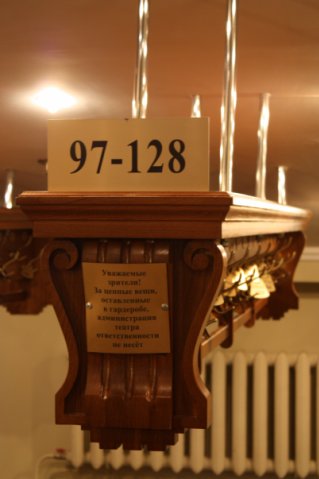 97-128
Уважаемые
зрители!
За ценные вещи,
оставленные
в гардеробе,
администрация
театра
ответственности
не несёт